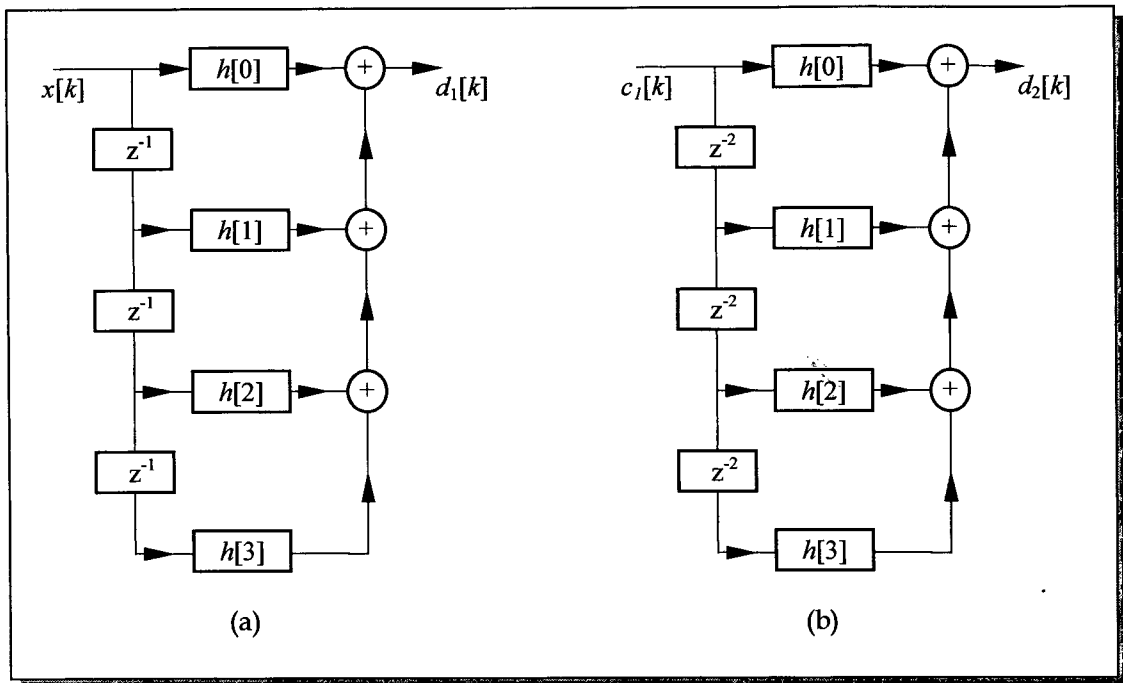 x[k]
h[0]
+
d₁[k]
z⁻¹
h[1]
+
z⁻¹
h[2]
+
z⁻¹
h[3]
(a)
c₁[k]
h[0]
+
d₂[k]
z⁻²
h[1]
+
z⁻²
h[2]
+
z⁻²
h[3]
(b)